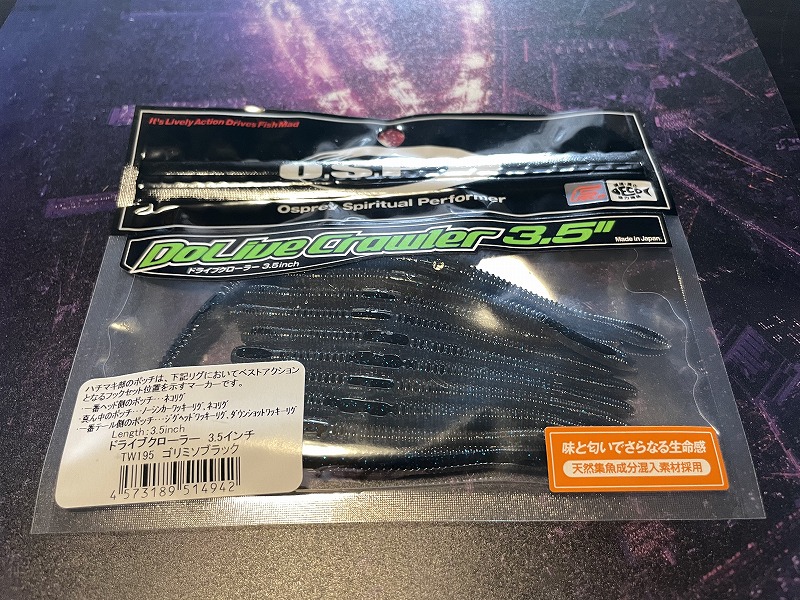 It's Lively Action Drives Fish Mad
O.S.P
Osprey Spiritual Performer
DoLive Crawler 3.5"
ドライブクローラー 3.5inch
Made in Japan.
ハチマキ部のポッチは、下記リグにおいてベストアクション
となるフックセット位置を示すマーカーです。
一番ヘッド側のポッチ…ネコリグ
真ん中のポッチ…ノーシンカーワッキーリグ、ネコリグ
一番テール側のポッチ…ジグヘッドワッキーリグ、ダウンショットワッキーリグ
Length:3.5inch
ドライブクローラー 3.5インチ
TW195 ゴリミソブラック
4573189514942
味と匂いでさらなる生命感
天然集魚成分混入素材採用